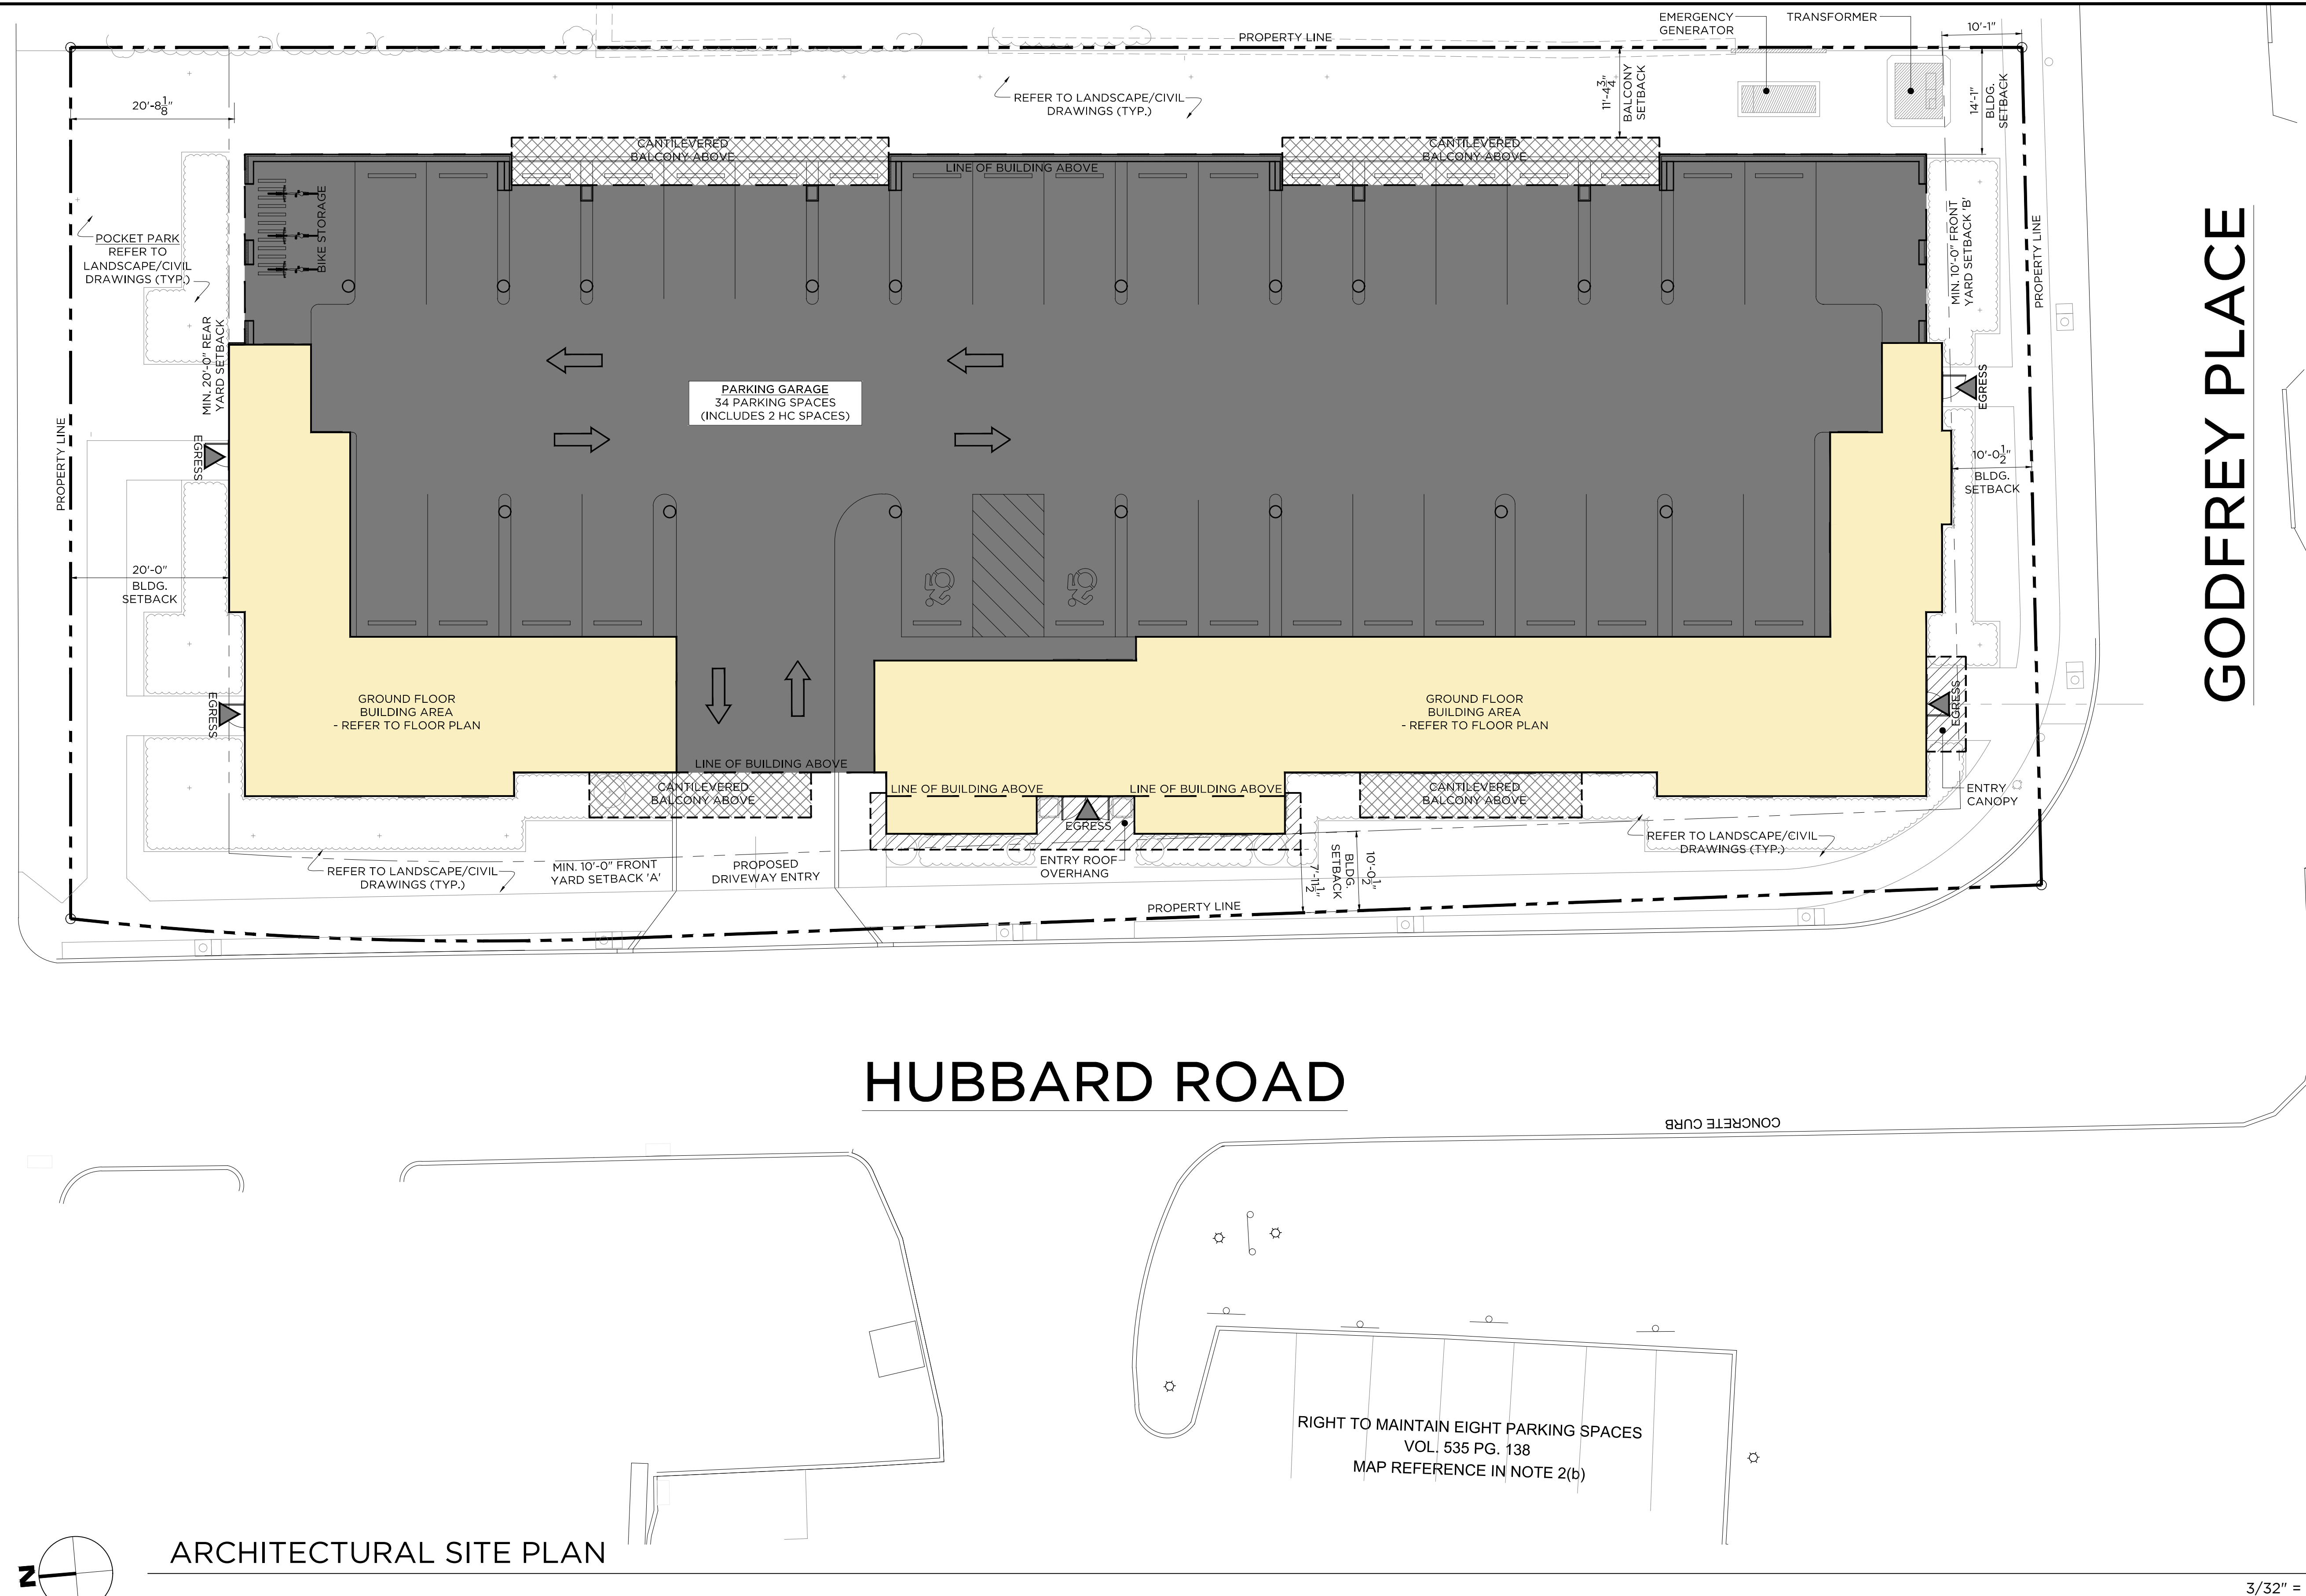 EMERGENCY
GENERATOR
TRANSFORMER
10'-1"
PROPERTY LINE
20'-8 1/8"
REFER TO LANDSCAPE/CIVIL
DRAWINGS (TYP.)
11'-4 3/4"
BALCONY
SETBACK
14'-1"
BLDG.
SETBACK
CANTILEVERED
BALCONY ABOVE
LINE OF BUILDING ABOVE
CANTILEVERED
BALCONY ABOVE
BIKE STORAGE
POCKET PARK
REFER TO
LANDSCAPE/CIVIL
DRAWINGS (TYP.)
MIN. 20'-0" REAR
YARD SETBACK
MIN. 10'-0" FRONT
YARD SETBACK 'B'
PROPERTY LINE
GODFREY PLACE
PARKING GARAGE
34 PARKING SPACES
(INCLUDES 2 HC SPACES)
EGRESS
PROPERTY LINE
EGRESS
10'-0 1/2"
BLDG.
SETBACK
20'-0"
BLDG.
SETBACK
EGRESS
GROUND FLOOR
BUILDING AREA
- REFER TO FLOOR PLAN
GROUND FLOOR
BUILDING AREA
- REFER TO FLOOR PLAN
EGRESS
LINE OF BUILDING ABOVE
CANTILEVERED
BALCONY ABOVE
LINE OF BUILDING ABOVE
LINE OF BUILDING ABOVE
CANTILEVERED
BALCONY ABOVE
ENTRY
CANOPY
EGRESS
REFER TO LANDSCAPE/CIVIL
DRAWINGS (TYP.)
REFER TO LANDSCAPE/CIVIL
DRAWINGS (TYP.)
MIN. 10'-0" FRONT
YARD SETBACK 'A'
PROPOSED
DRIVEWAY ENTRY
ENTRY ROOF
OVERHANG
7'-11 1/2"
10'-0 1/2"
BLDG.
SETBACK
PROPERTY LINE
HUBBARD ROAD
CONCRETE CURB
RIGHT TO MAINTAIN EIGHT PARKING SPACES
VOL. 535 PG. 138
MAP REFERENCE IN NOTE 2(b)
N
ARCHITECTURAL SITE PLAN
3/32" =